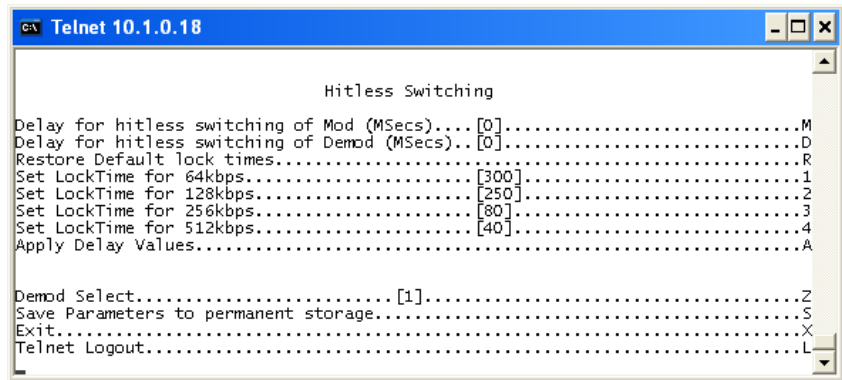 Telnet 10.1.0.18
Hitless Switching
Delay for hitless switching of Mod (MSecs)....[0]..............................M
Delay for hitless switching of Demod (MSecs)..[0]..............................D
Restore Default lock times.....................................................R
Set LockTime for 64kbps.......................[300]............................1
Set LockTime for 128kbps......................[250]............................2
Set LockTime for 256kbps......................[80].............................3
Set LockTime for 512kbps......................[40].............................4
Apply Delay Values.............................................................A
Demod Select..........................[1]......................................Z
Save Parameters to permanent storage...........................................S
Exit...........................................................................X
Telnet Logout..................................................................L